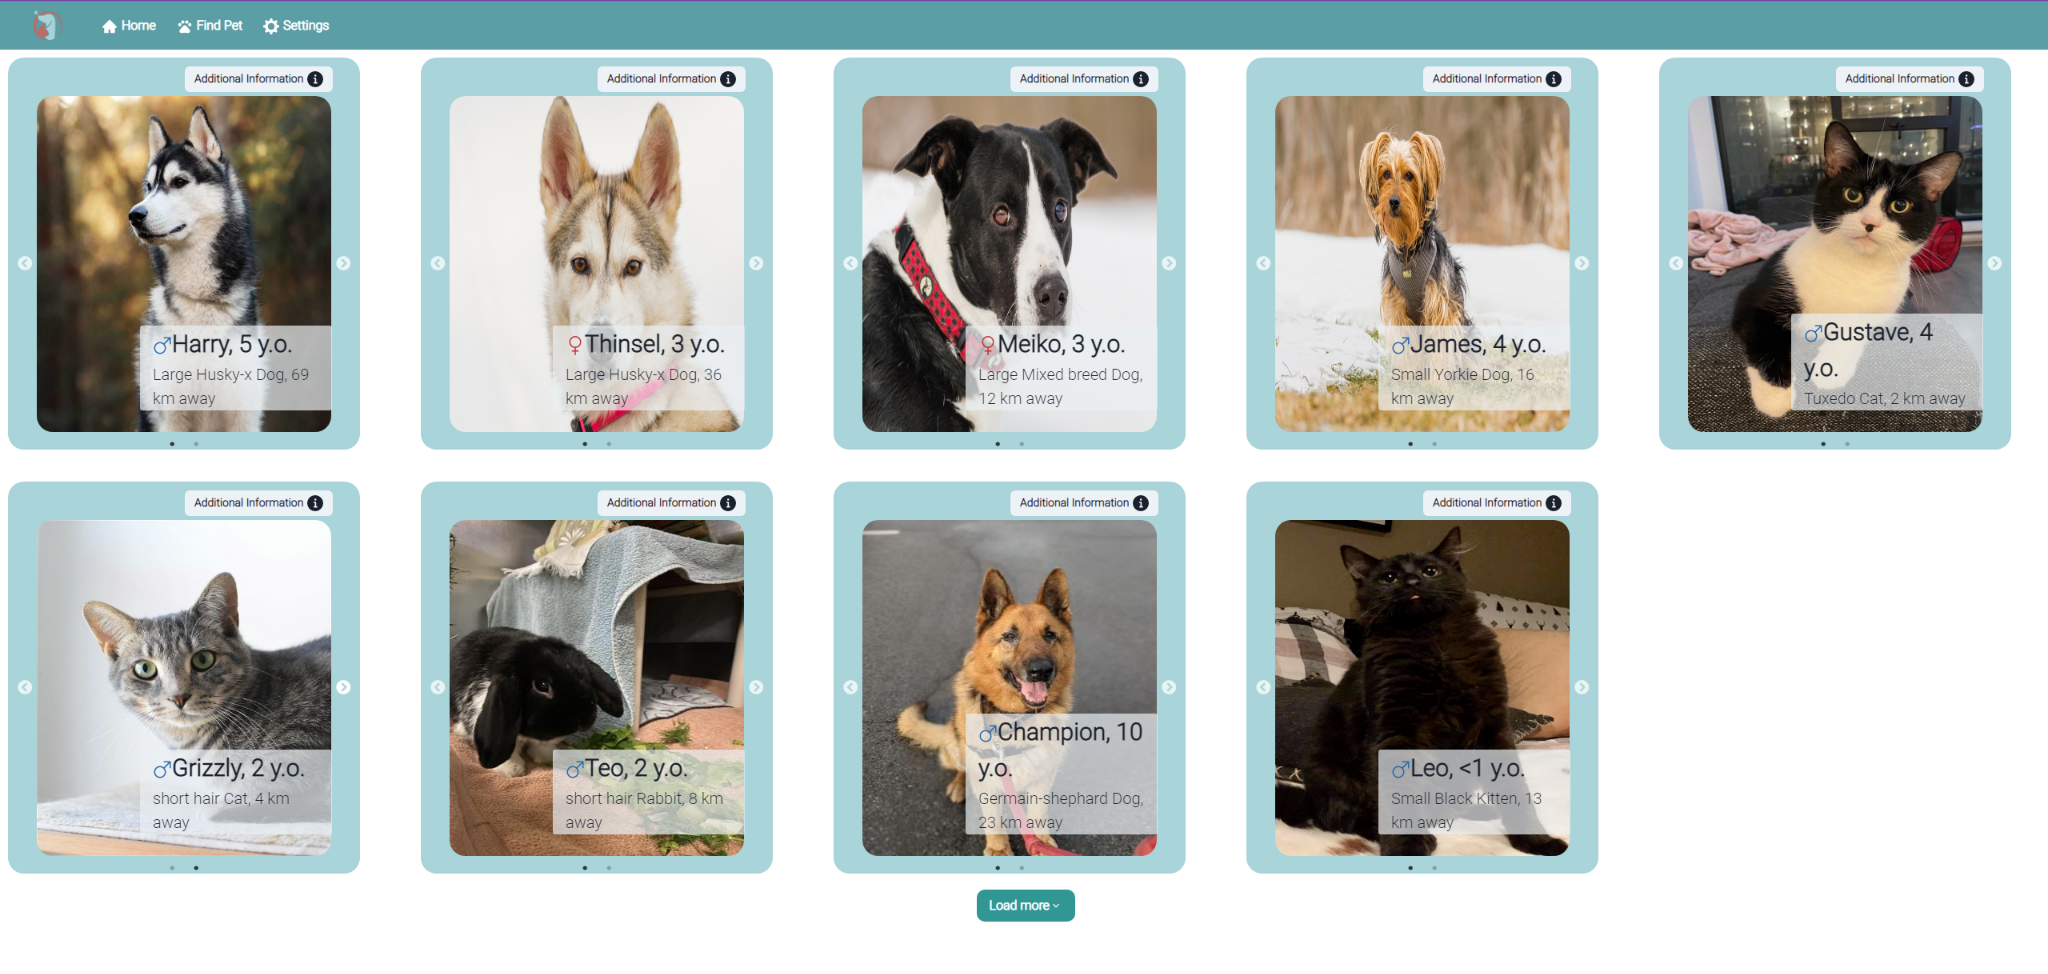 Home Find Pet Settings
Additional Information
Harry, 5 y.o.
Large Husky-x Dog, 69
km away
Additional Information
Thinsel, 3 y.o.
Large Husky-x Dog, 36
km away
Additional Information
Meiko, 3 y.o.
Large Mixed breed Dog,
12 km away
Additional Information
James, 4 y.o.
Small Yorkie Dog, 16
km away
Additional Information
Gustave, 4
y.o.
Tuxedo Cat, 2 km away
Additional Information
Grizzly, 2 y.o.
short hair Cat, 4 km
away
Additional Information
Teo, 2 y.o.
short hair Rabbit, 8 km
away
Additional Information
Champion, 10
y.o.
Germain-shephard Dog,
23 km away
Additional Information
Leo, <1 y.o.
Small Black Kitten, 13
km away
Load more